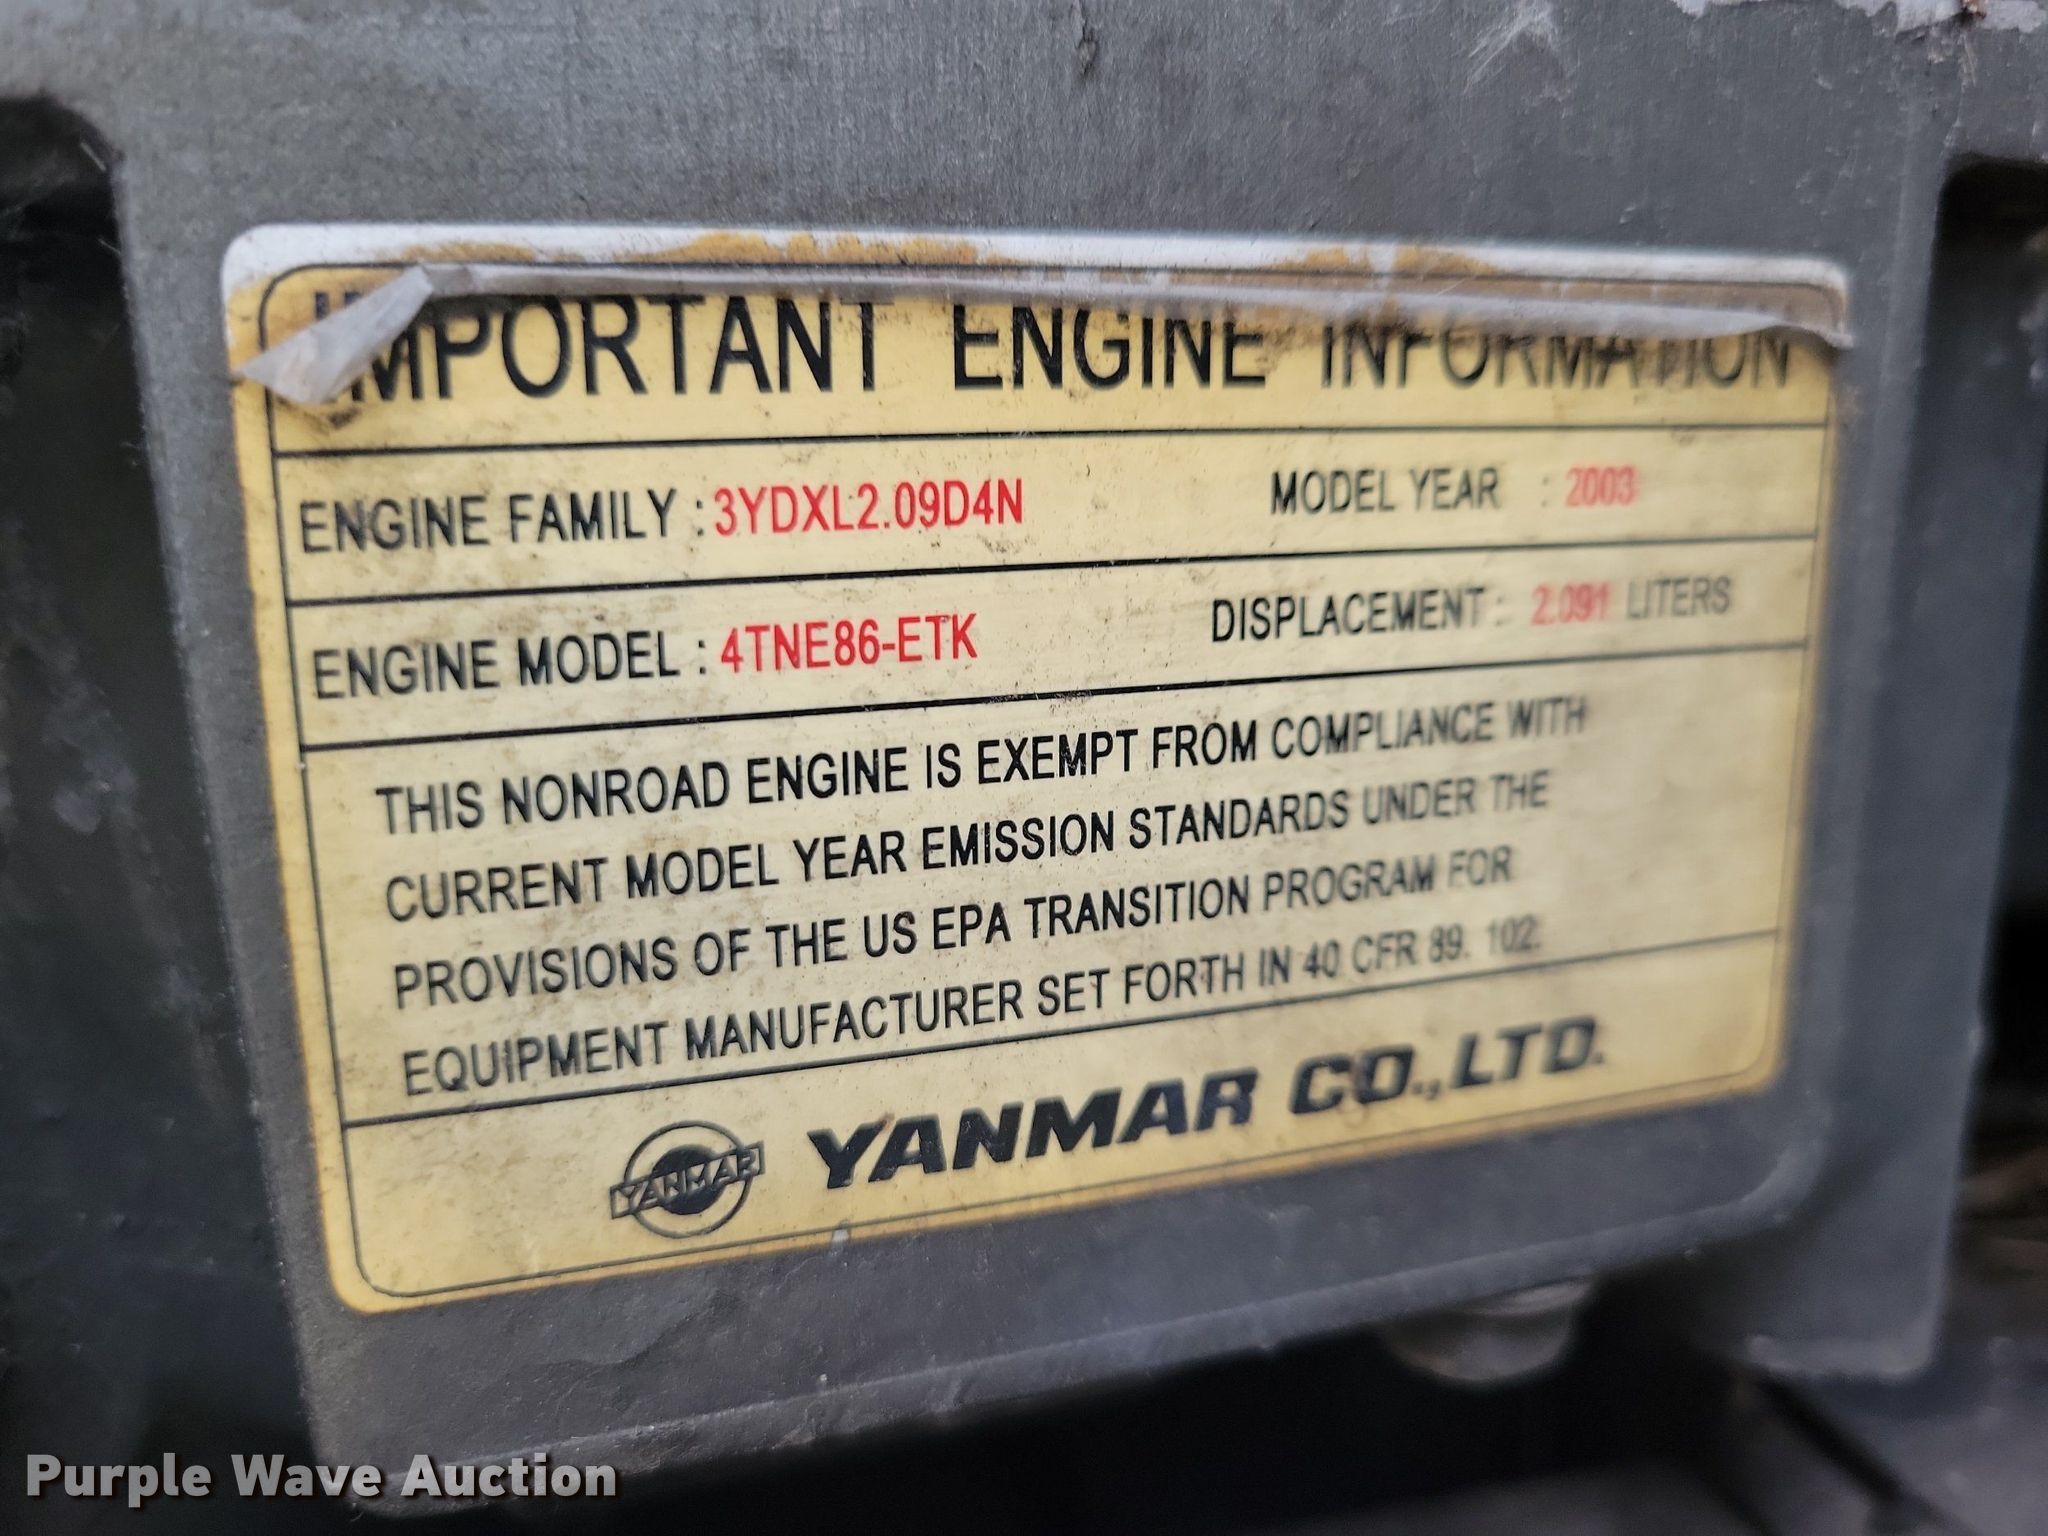 IMPORTANT ENGINE INFORMATION
ENGINE FAMILY : 3YDXL2.09D4N MODEL YEAR : 2003
ENGINE MODEL : 4TNE86-ETK DISPLACEMENT : 2.091 LITERS
THIS NONROAD ENGINE IS EXEMPT FROM COMPLIANCE WITH
CURRENT MODEL YEAR EMISSION STANDARDS UNDER THE
PROVISIONS OF THE US EPA TRANSITION PROGRAM FOR
EQUIPMENT MANUFACTURER SET FORTH IN 40 CFR 89. 102.
YANMAR YANMAR CO., LTD.
Purple Wave Auction